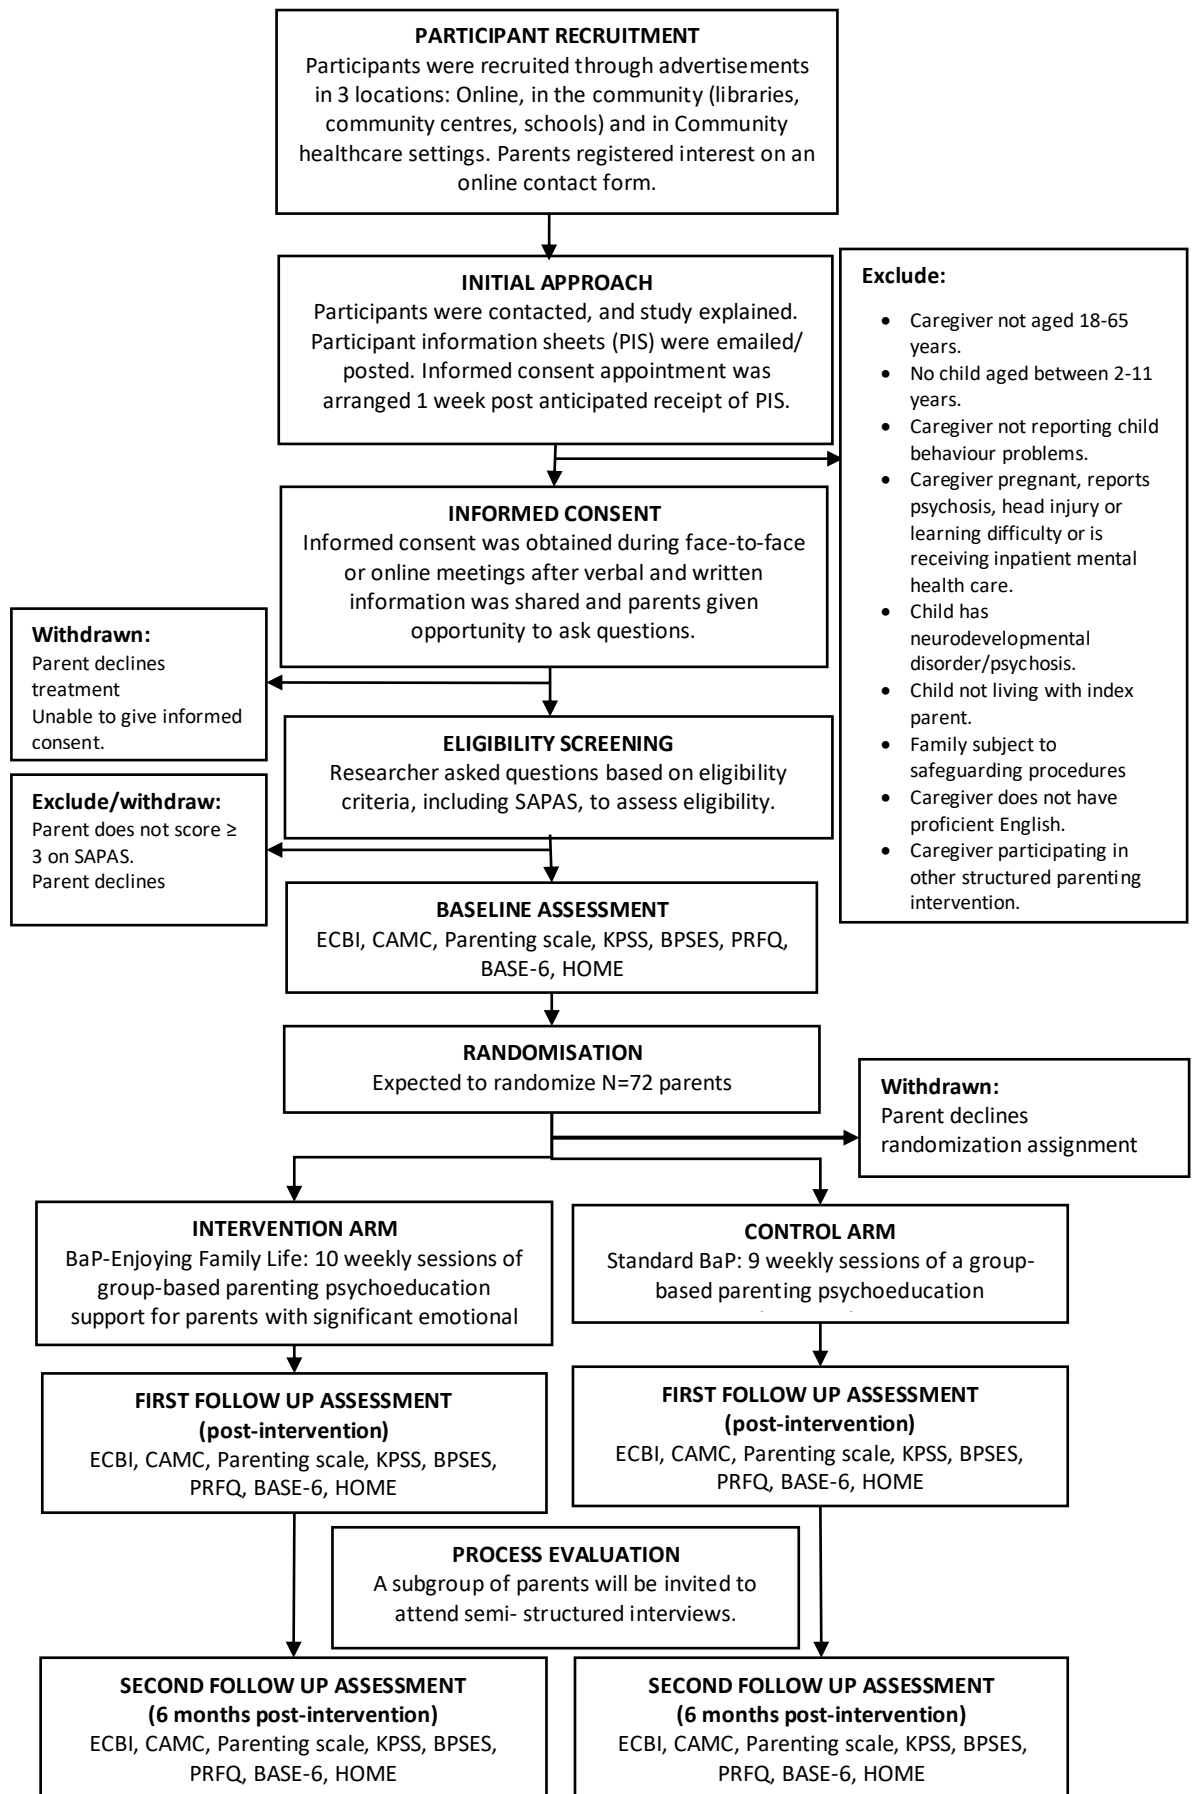 PARTICIPANT RECRUITMENT
Participants were recruited through advertisements
in 3 locations: Online, in the community (libraries,
community centres, schools) and in Community
healthcare settings. Parents registered interest on an
online contact form.
INITIAL APPROACH
Participants were contacted, and study explained.
Participant information sheets (PIS) were emailed/
posted. Informed consent appointment was
arranged 1 week post anticipated receipt of PIS.
Exclude:
• Caregiver not aged 18-65
years.
• No child aged between 2-11
years.
• Caregiver not reporting child
behaviour problems.
• Caregiver pregnant, reports
psychosis, head injury or
learning difficulty or is
receiving inpatient mental
health care.
• Child has
neurodevelopmental
disorder/psychosis.
• Child not living with index
parent.
• Family subject to
safeguarding procedures
• Caregiver does not have
proficient English.
• Caregiver participating in
other structured parenting
intervention.
INFORMED CONSENT
Informed consent was obtained during face-to-face
or online meetings after verbal and written
information was shared and parents given
opportunity to ask questions.
Withdrawn:
Parent declines
treatment
Unable to give informed
consent.
ELIGIBILITY SCREENING
Researcher asked questions based on eligibility
criteria, including SAPAS, to assess eligibility.
Exclude/withdraw:
Parent does not score ≥
3 on SAPAS.
Parent declines
BASELINE ASSESSMENT
ECBI, CAMC, Parenting scale, KPSS, BPSES, PRFQ,
BASE-6, HOME
RANDOMISATION
Expected to randomize N=72 parents
Withdrawn:
Parent declines
randomization assignment
INTERVENTION ARM
BaP-Enjoying Family Life: 10 weekly sessions of
group-based parenting psychoeducation
support for parents with significant emotional
CONTROL ARM
Standard BaP: 9 weekly sessions of a group-
based parenting psychoeducation
FIRST FOLLOW UP ASSESSMENT
(post-intervention)
ECBI, CAMC, Parenting scale, KPSS, BPSES,
PRFQ, BASE-6, HOME
FIRST FOLLOW UP ASSESSMENT
(post-intervention)
ECBI, CAMC, Parenting scale, KPSS, BPSES,
PRFQ, BASE-6, HOME
PROCESS EVALUATION
A subgroup of parents will be invited to
attend semi- structured interviews.
SECOND FOLLOW UP ASSESSMENT
(6 months post-intervention)
ECBI, CAMC, Parenting scale, KPSS, BPSES,
PRFQ, BASE-6, HOME
SECOND FOLLOW UP ASSESSMENT
(6 months post-intervention)
ECBI, CAMC, Parenting scale, KPSS, BPSES,
PRFQ, BASE-6, HOME